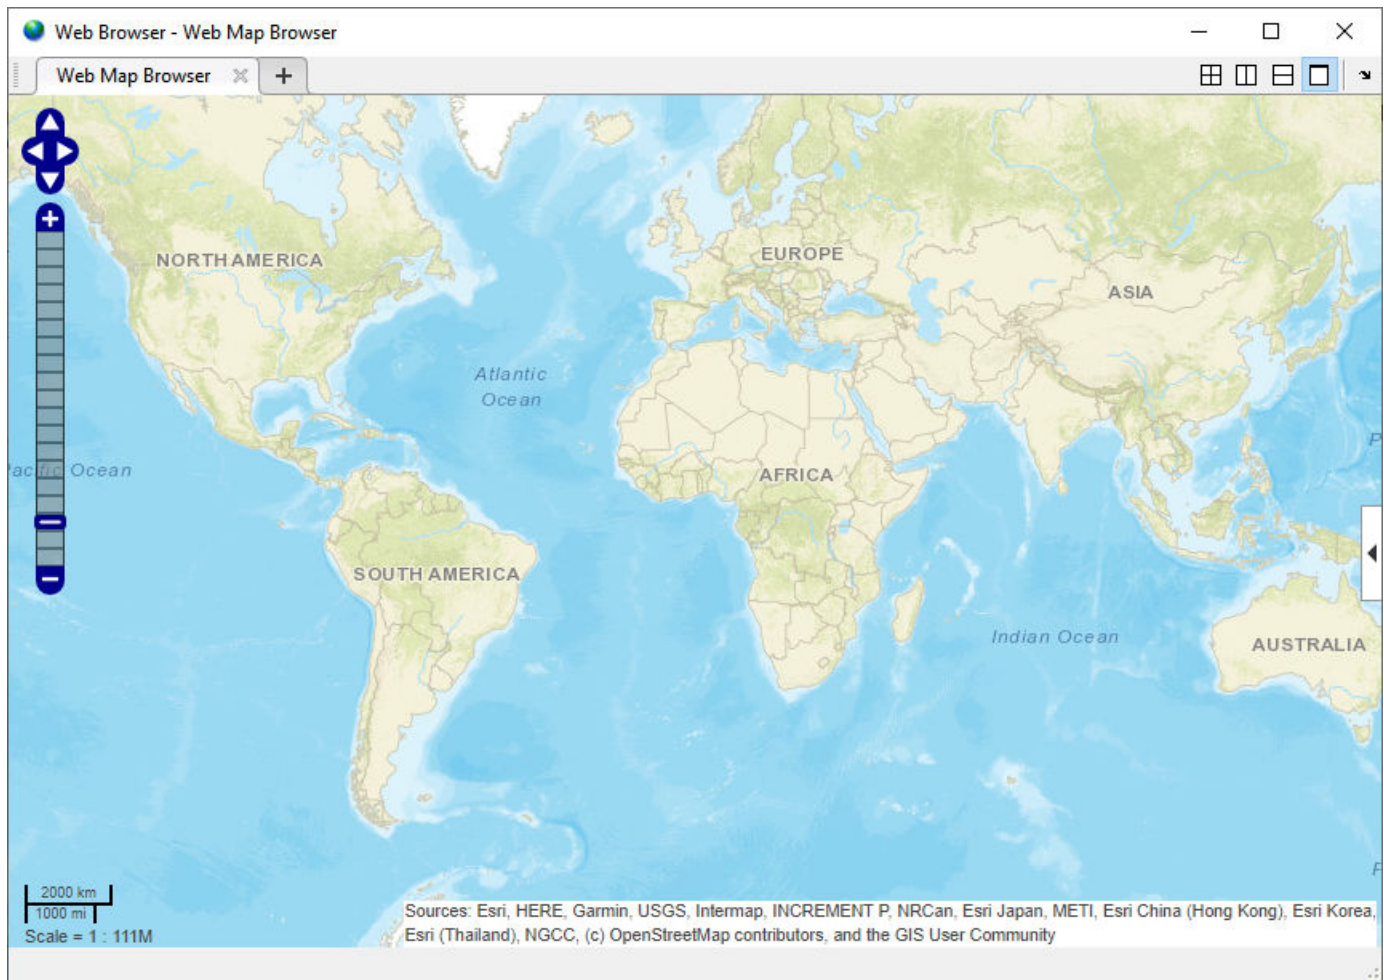 Web Browser - Web Map Browser
Web Map Browser
NORTH AMERICA
EUROPE
ASIA
Atlantic
Ocean
Pacific Ocean
AFRICA
SOUTH AMERICA
Indian Ocean
AUSTRALIA
2000 km
1000 mi
Scale = 1 : 111M
Sources: Esri, HERE, Garmin, USGS, Intermap, INCREMENT P, NRCan, Esri Japan, METI, Esri China (Hong Kong), Esri Korea,
Esri (Thailand), NGCC, (c) OpenStreetMap contributors, and the GIS User Community